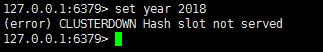 127.0.0.1:6379> set year 2018
(error) CLUSTERDOWN Hash slot not served
127.0.0.1:6379>